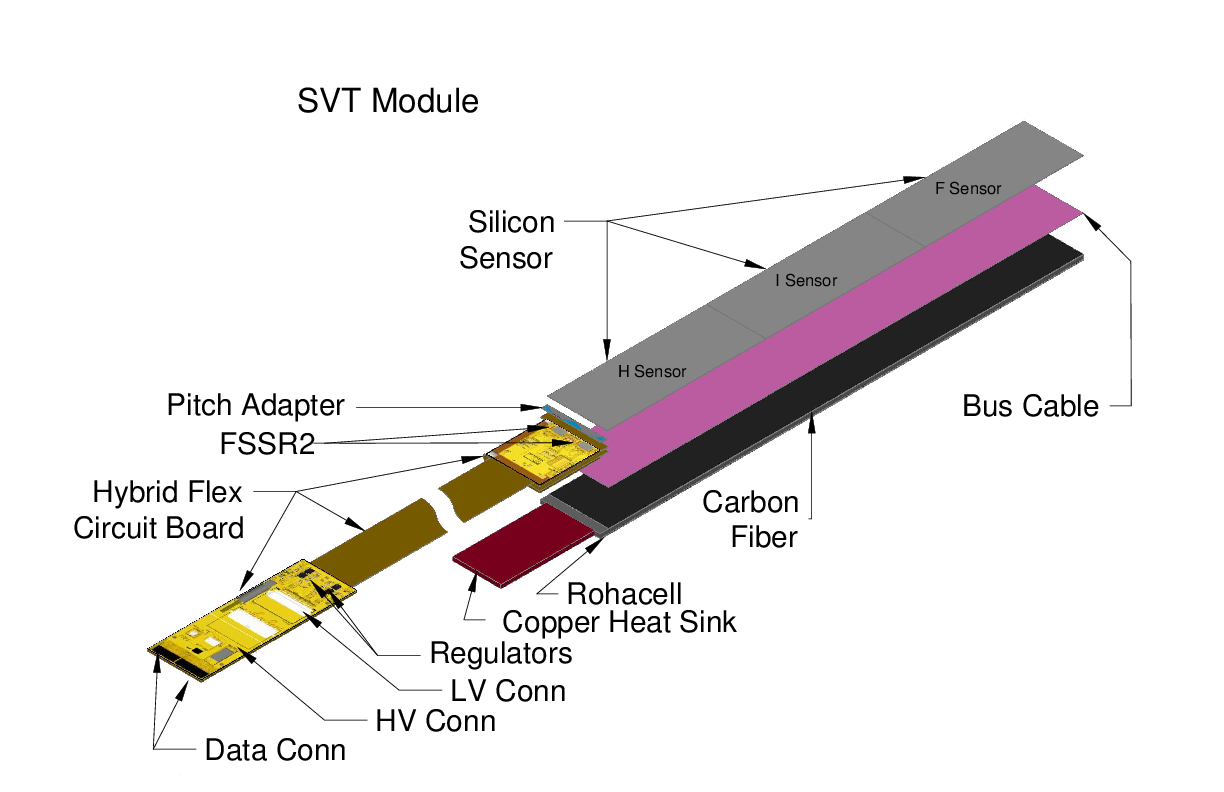 SVT Module
F Sensor
Silicon
Sensor
I Sensor
H Sensor
Pitch Adapter
Bus Cable
FSSR2
Hybrid Flex
Circuit Board
Carbon
Fiber
Rohacell
Copper Heat Sink
Regulators
LV Conn
HV Conn
Data Conn